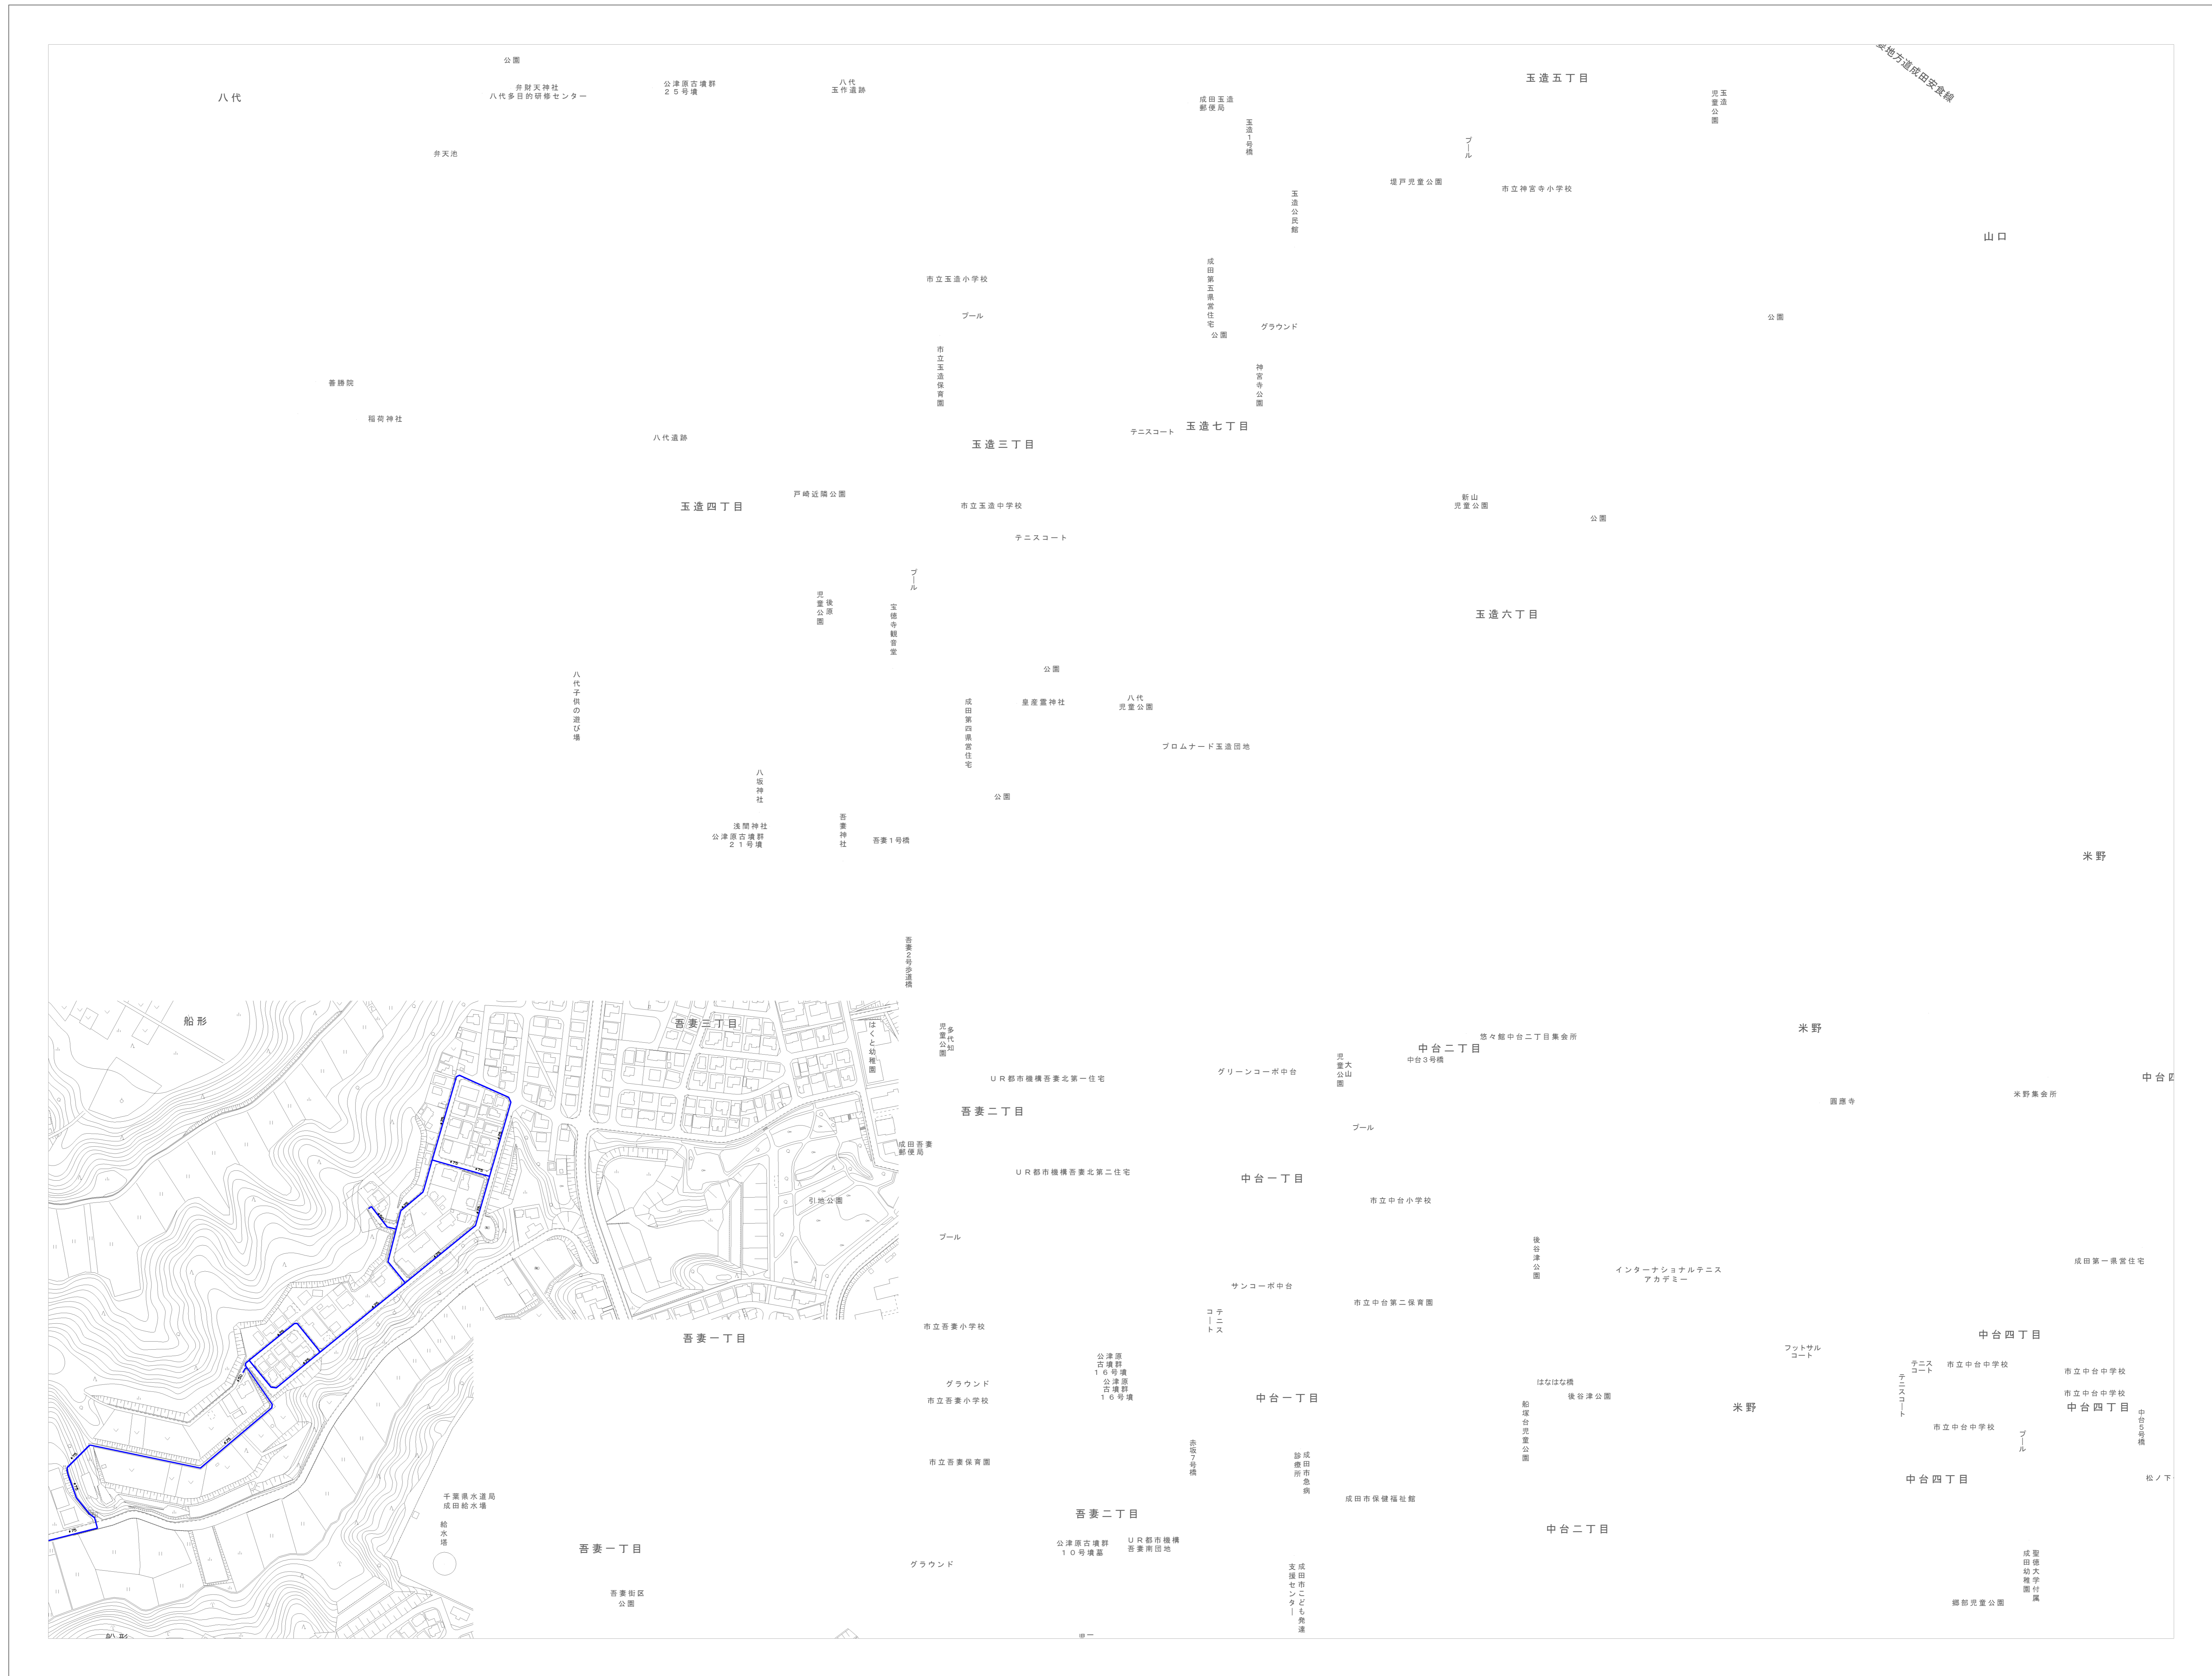 公園
八代
弁財天神社
八代多目的研修センター
公津原古墳群
２５号墳
八代
玉作遺跡
成田玉造
郵便局
玉造五丁目
玉造
児童公園
要地方道成田安食線
玉造１号橋
プール
弁天池
堤戸児童公園
市立神宮寺小学校
玉造公民館
山口
市立玉造小学校
成田第五県営住宅
プール
公園
グラウンド
公園
市立玉造保育園
神宮寺公園
善勝院
稲荷神社
八代遺跡
玉造三丁目
テニスコート
玉造七丁目
戸崎近隣公園
玉造四丁目
市立玉造中学校
新山
児童公園
公園
テニスコート
プール
後原
児童公園
宝徳寺観音堂
玉造六丁目
公園
八代子供の遊び場
成田第四県営住宅
皇産霊神社
八代
児童公園
プロムナード玉造団地
八坂神社
公園
浅間神社
公津原古墳群
２１号墳
吾妻神社
吾妻１号橋
米野
吾妻２号歩道橋
船形
吾妻三丁目
はくと幼稚園
多代知
児童公園
悠々館中台二丁目集会所
中台二丁目
中台３号橋
米野
大山
児童公園
グリーンコーポ中台
ＵＲ都市機構吾妻北第一住宅
中台四
米野集会所
圓應寺
吾妻二丁目
プール
成田吾妻
郵便局
ＵＲ都市機構吾妻北第二住宅
中台一丁目
引地公園
市立中台小学校
プール
後谷津公園
インターナショナルテニス
アカデミー
成田第一県営住宅
サンコーポ中台
市立中台第二保育園
テニス
コート
市立吾妻小学校
吾妻一丁目
中台四丁目
フットサル
コート
公津原
古墳群
１６号墳
公津原
古墳群
１６号墳
テニス
コート
市立中台中学校
市立中台中学校
グラウンド
市立吾妻小学校
中台一丁目
はなはな橋
後谷津公園
船塚台児童公園
米野
テニスコート
市立中台中学校
中台四丁目
中台５号橋
市立中台中学校
プール
赤坂７号橋
成田市急病
診療所
市立吾妻保育園
中台四丁目
松ノ下
千葉県水道局
成田給水場
成田市保健福祉館
吾妻二丁目
給水塔
中台二丁目
吾妻一丁目
公津原古墳群
１０号墳墓
ＵＲ都市機構
吾妻南団地
グラウンド
成田市こども発達
支援センター
聖徳大学付属
成田幼稚園
吾妻街区
公園
郷部児童公園
船形